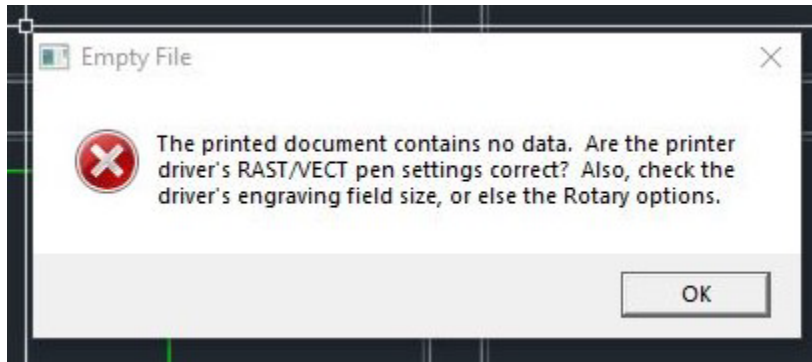 Empty File
The printed document contains no data. Are the printer
driver's RAST/VECT pen settings correct? Also, check the
driver's engraving field size, or else the Rotary options.
OK